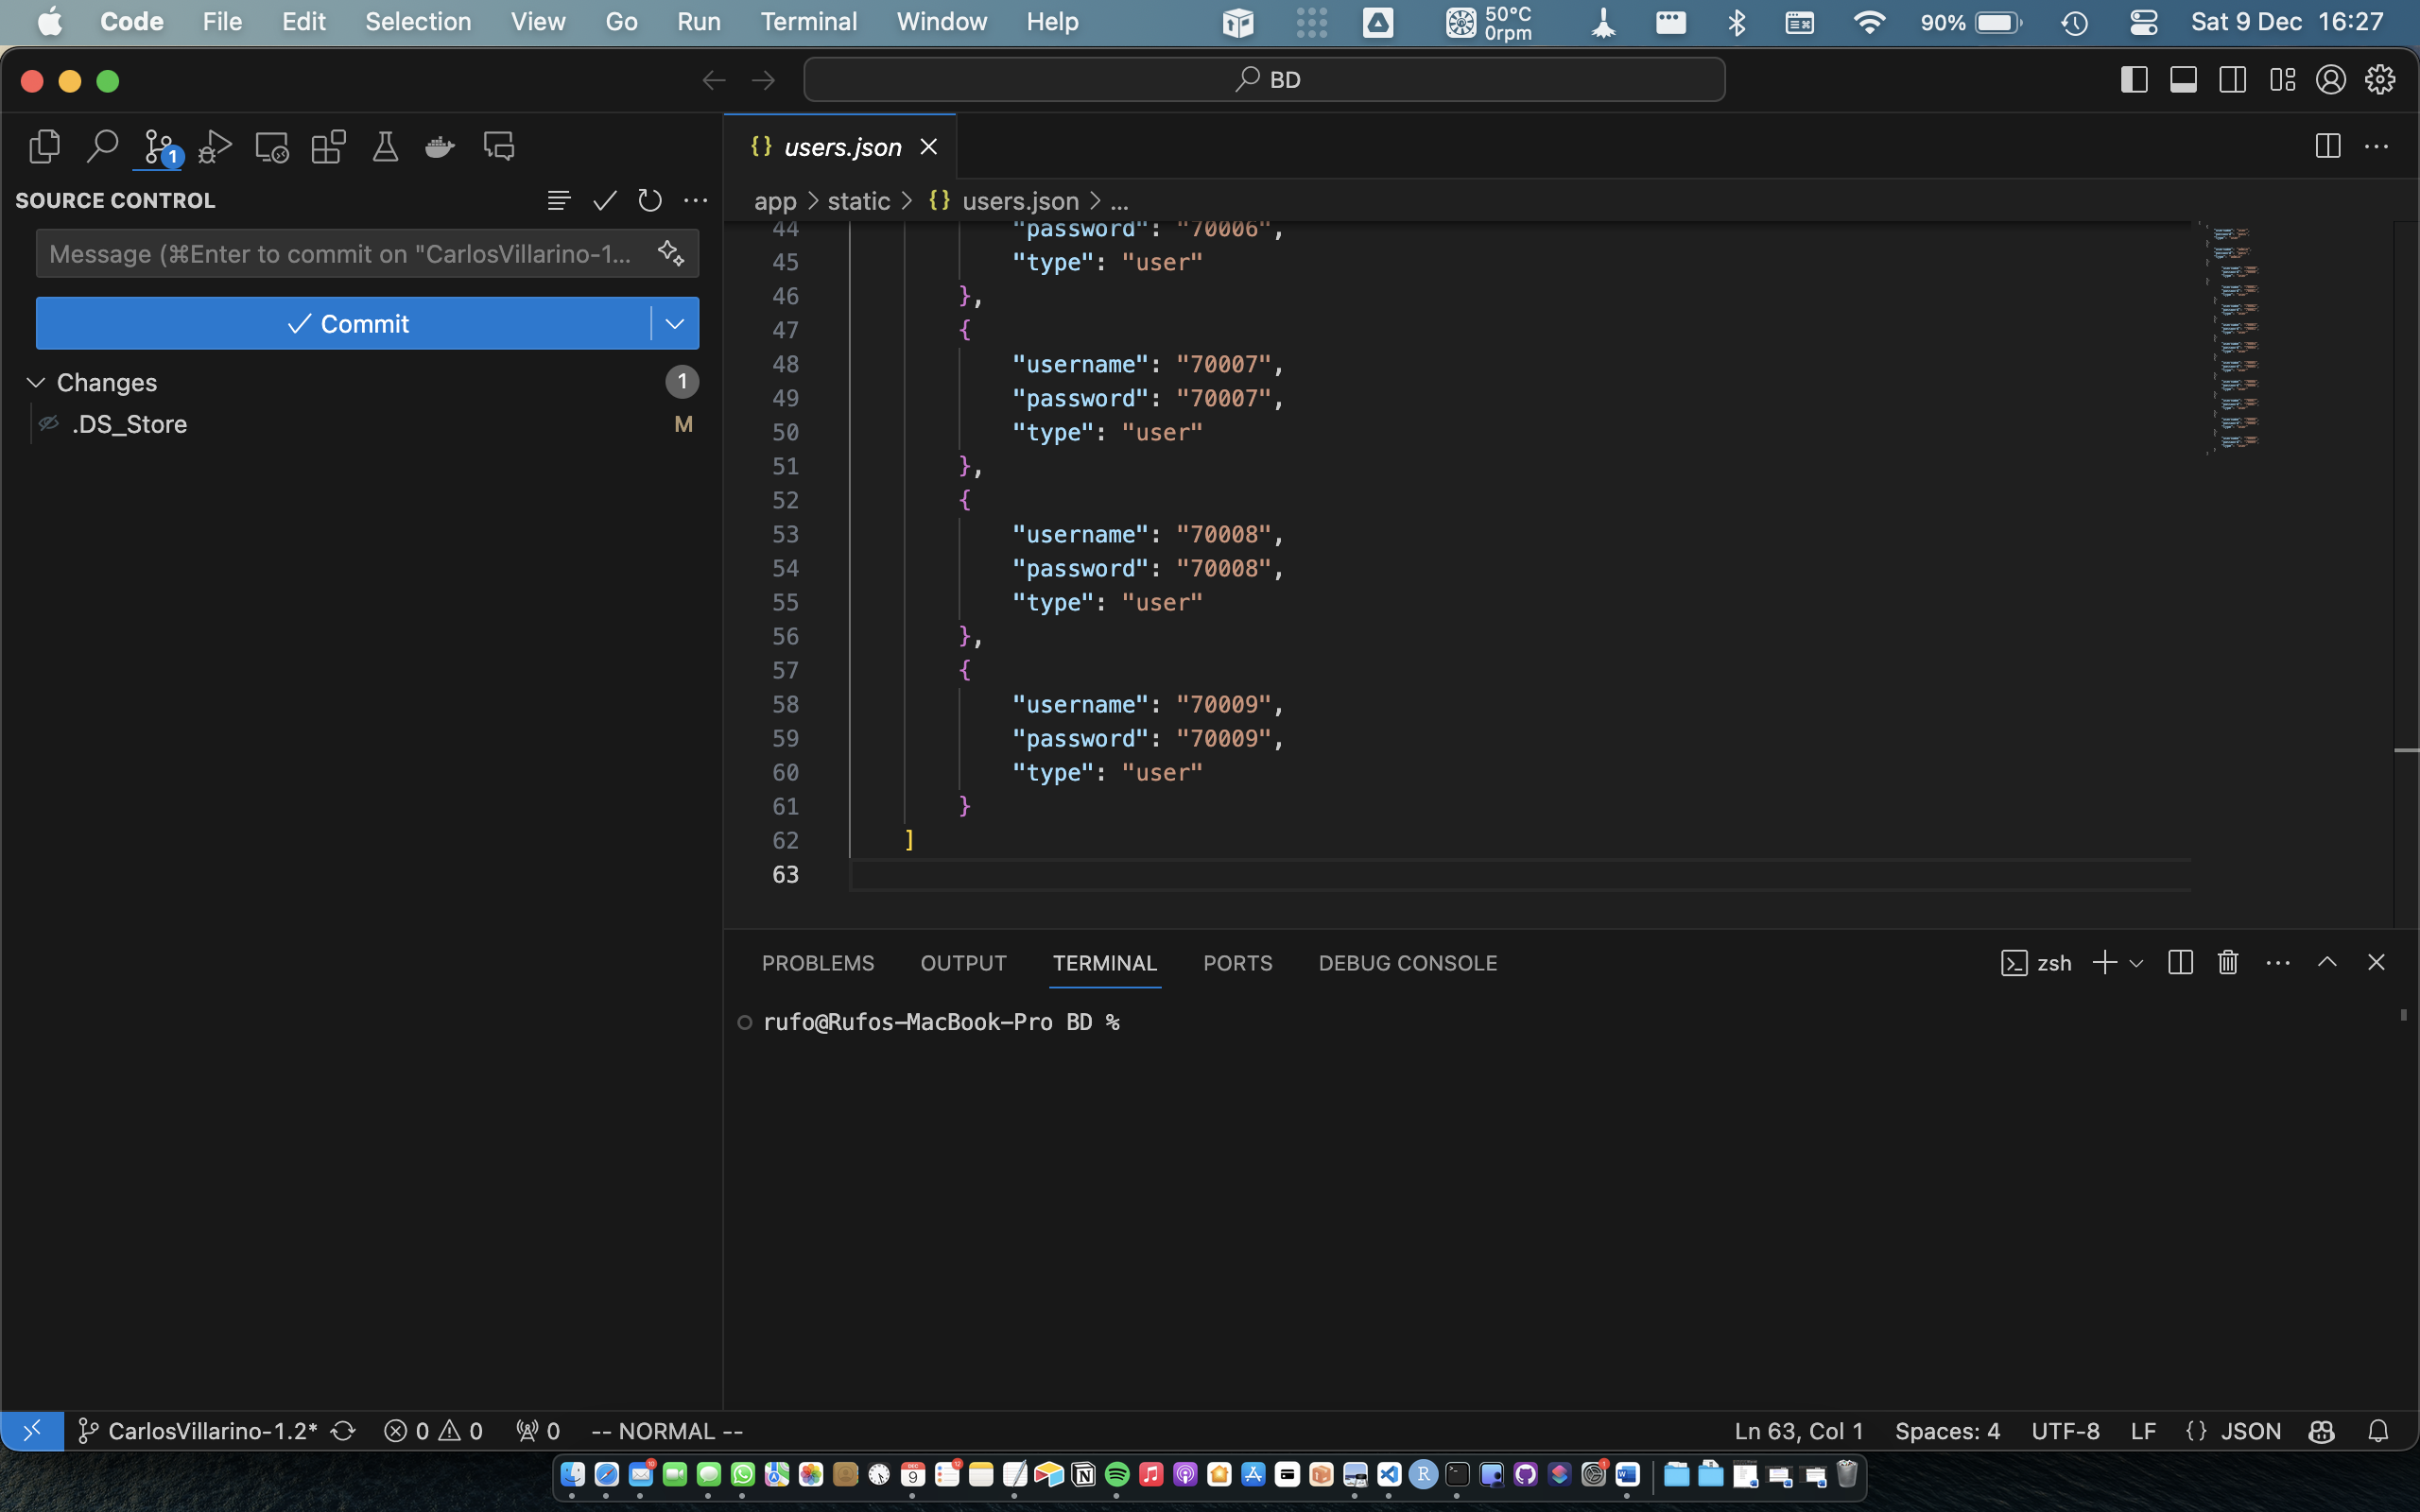 Code File Edit Selection View Go Run Terminal Window Help 50°C 0rpm 90% Sat 9 Dec 16:27
BD
1
SOURCE CONTROL
Message (⌘Enter to commit on "CarlosVillarino-1...
Commit
Changes 1
.DS_Store M
{} users.json
app > static > {} users.json > ...
44 "password": "70006",
45 "type": "user"
46 },
47 {
48 "username": "70007",
49 "password": "70007",
50 "type": "user"
51 },
52 {
53 "username": "70008",
54 "password": "70008",
55 "type": "user"
56 },
57 {
58 "username": "70009",
59 "password": "70009",
60 "type": "user"
61 }
62 ]
63
PROBLEMS OUTPUT TERMINAL PORTS DEBUG CONSOLE zsh
rufo@Rufos-MacBook-Pro BD %
CarlosVillarino-1.2* 0 0 0 -- NORMAL -- Ln 63, Col 1 Spaces: 4 UTF-8 LF {} JSON